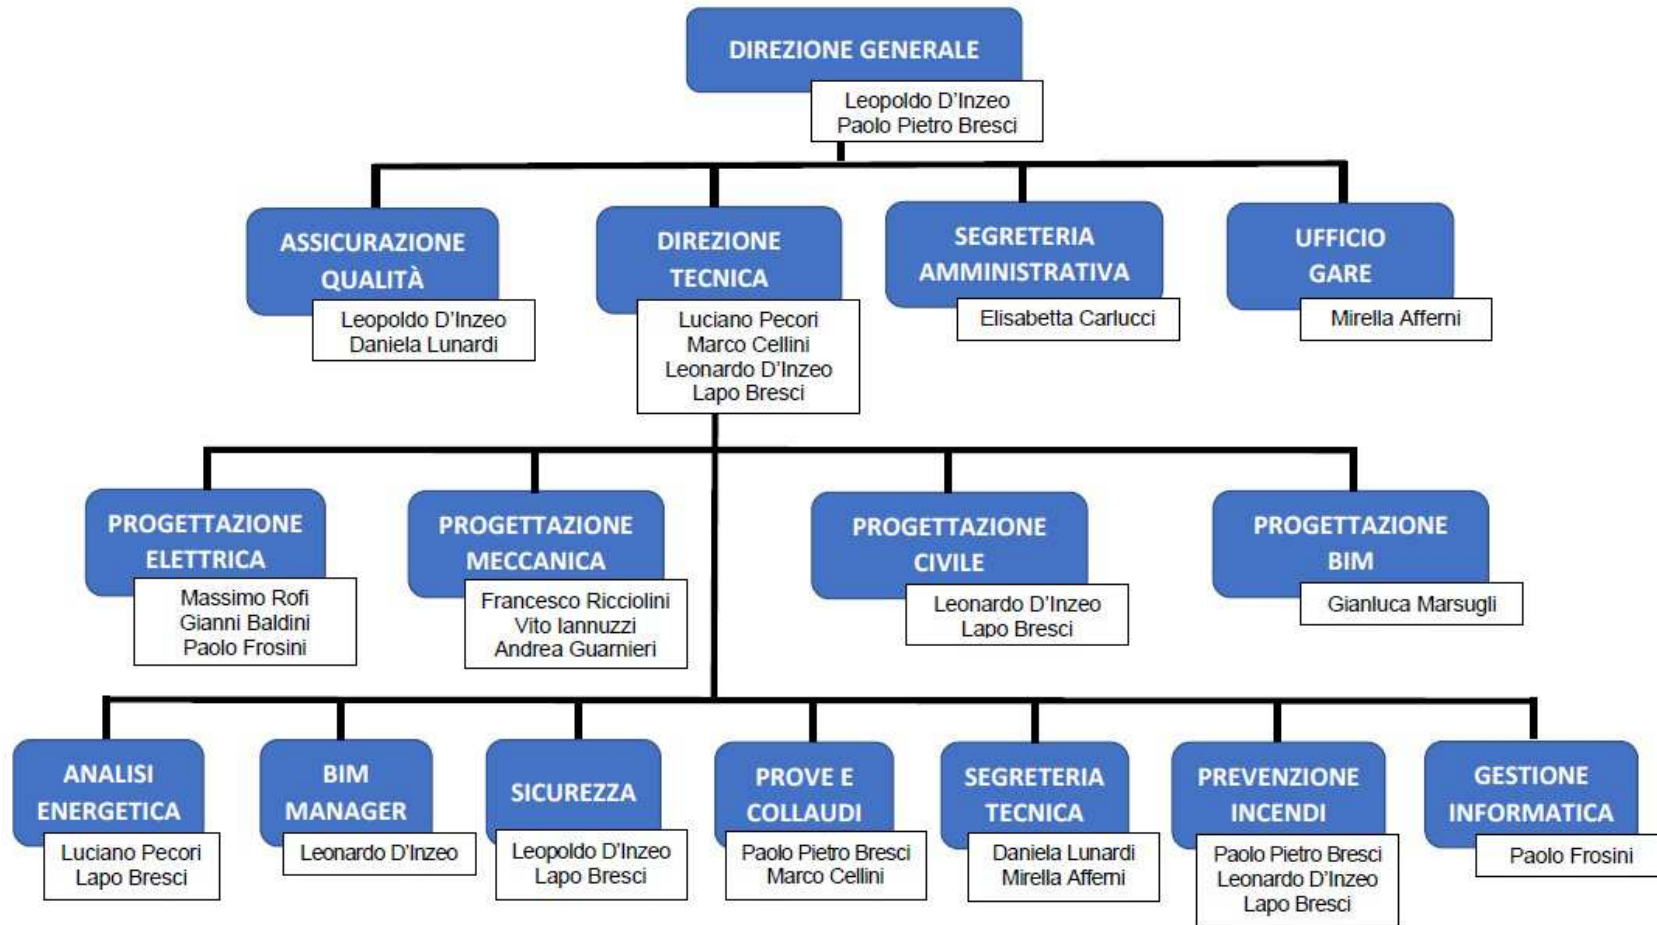 DIREZIONE GENERALE
Leopoldo D'Inzeo
Paolo Pietro Bresci
ASSICURAZIONE
QUALITÀ
Leopoldo D'Inzeo
Daniela Lunardi
DIREZIONE
TECNICA
Luciano Pecori
Marco Cellini
Leonardo D'Inzeo
Lapo Bresci
SEGRETERIA
AMMINISTRATIVA
Elisabetta Carlucci
UFFICIO
GARE
Mirella Afferni
PROGETTAZIONE
ELETTRICA
Massimo Rofi
Gianni Baldini
Paolo Frosini
PROGETTAZIONE
MECCANICA
Francesco Ricciolini
Vito Iannuzzi
Andrea Guarnieri
PROGETTAZIONE
CIVILE
Leonardo D'Inzeo
Lapo Bresci
PROGETTAZIONE
BIM
Gianluca Marsugli
ANALISI
ENERGETICA
Luciano Pecori
Lapo Bresci
BIM
MANAGER
Leonardo D'Inzeo
SICUREZZA
Leopoldo D'Inzeo
Lapo Bresci
PROVE E
COLLAUDI
Paolo Pietro Bresci
Marco Cellini
SEGRETERIA
TECNICA
Daniela Lunardi
Mirella Afferni
PREVENZIONE
INCENDI
Paolo Pietro Bresci
Leonardo D'Inzeo
Lapo Bresci
GESTIONE
INFORMATICA
Paolo Frosini